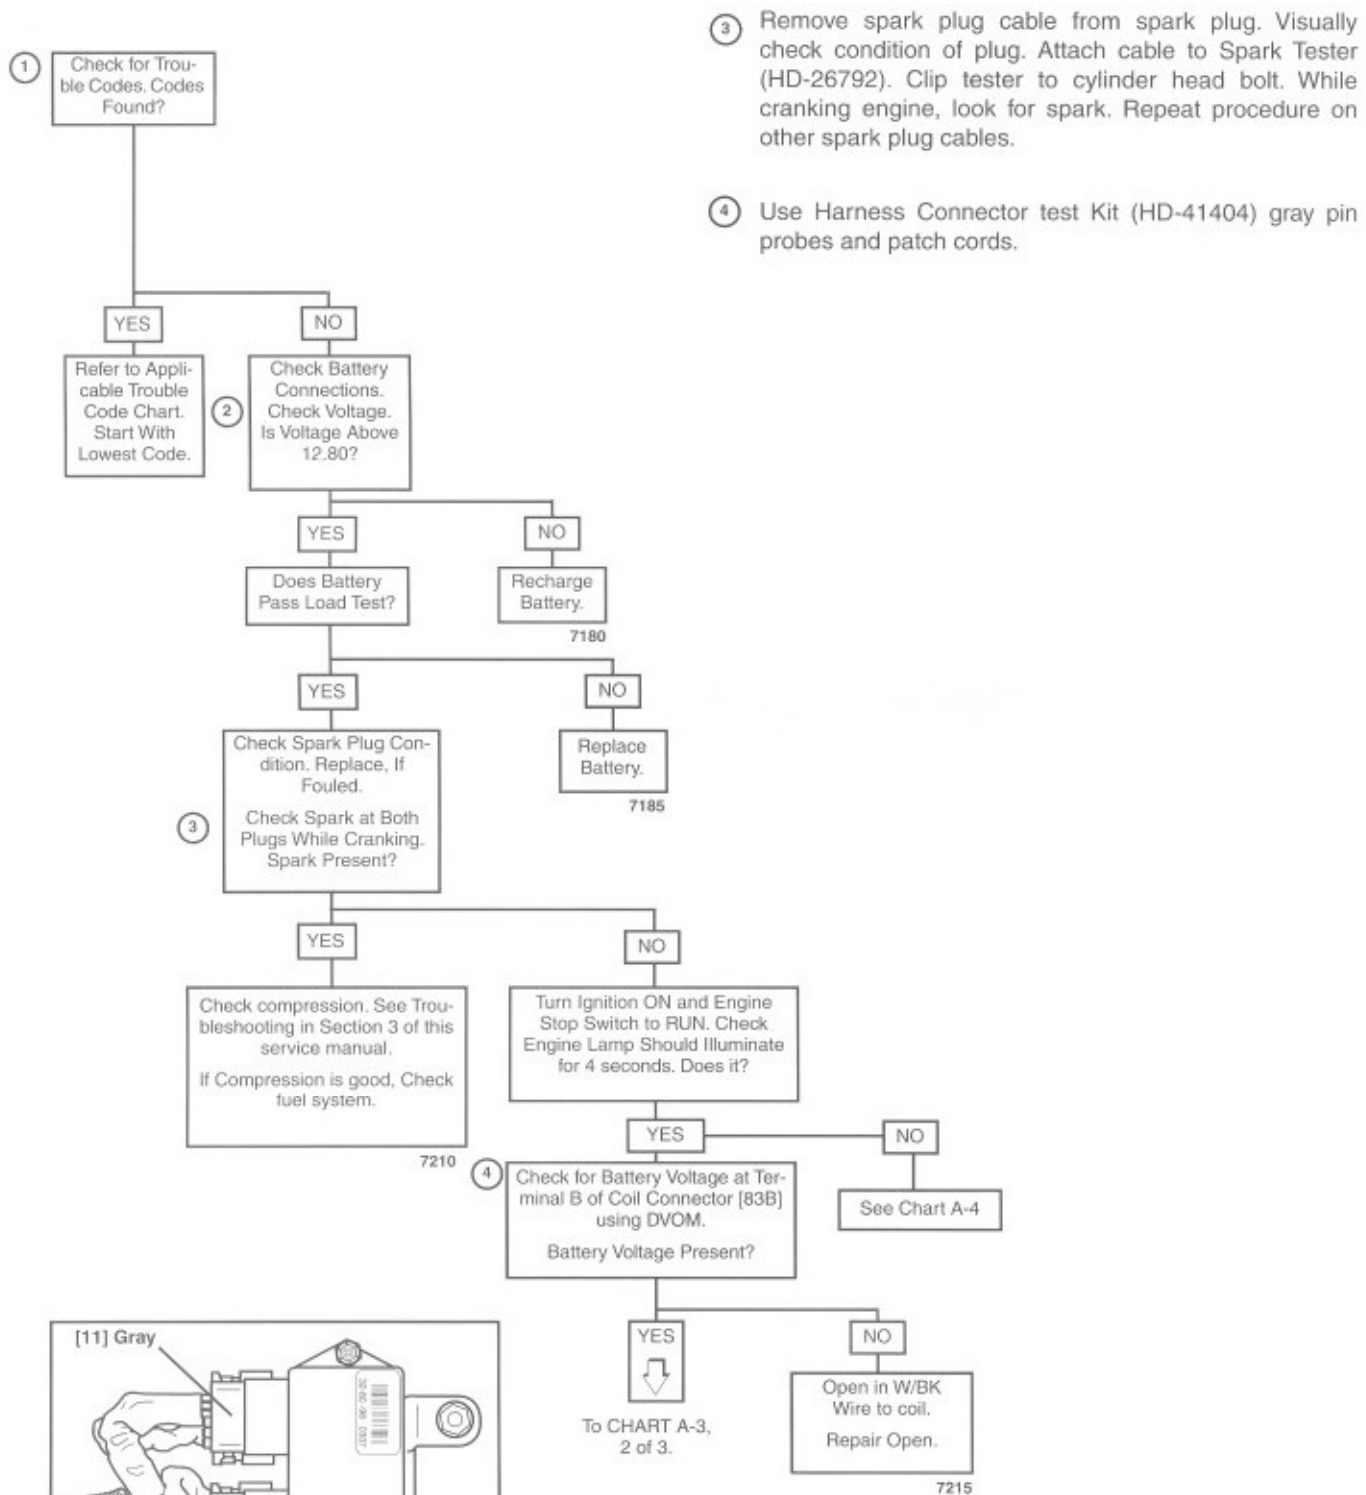 3 Remove spark plug cable from spark plug. Visually
check condition of plug. Attach cable to Spark Tester
(HD-26792). Clip tester to cylinder head bolt. While
cranking engine, look for spark. Repeat procedure on
other spark plug cables.
4 Use Harness Connector test Kit (HD-41404) gray pin
probes and patch cords.
1 Check for Trou-
ble Codes. Codes
Found?
YES
NO
Refer to Appli-
cable Trouble
Code Chart.
Start With
Lowest Code.
2 Check Battery
Connections.
Check Voltage.
Is Voltage Above
12.80?
YES
NO
Does Battery
Pass Load Test?
Recharge
Battery.
7180
YES
NO
3 Check Spark Plug Con-
dition. Replace, If
Fouled.
Check Spark at Both
Plugs While Cranking.
Spark Present?
Replace
Battery.
7185
YES
NO
Check compression. See Trou-
bleshooting in Section 3 of this
service manual.
If Compression is good, Check
fuel system.
7210
Turn Ignition ON and Engine
Stop Switch to RUN. Check
Engine Lamp Should Illuminate
for 4 seconds. Does it?
YES
NO
4 Check for Battery Voltage at Ter-
minal B of Coil Connector [83B]
using DVOM.
Battery Voltage Present?
See Chart A-4
YES
NO
To CHART A-3,
2 of 3.
Open in W/BK
Wire to coil.
Repair Open.
7215
[11] Gray